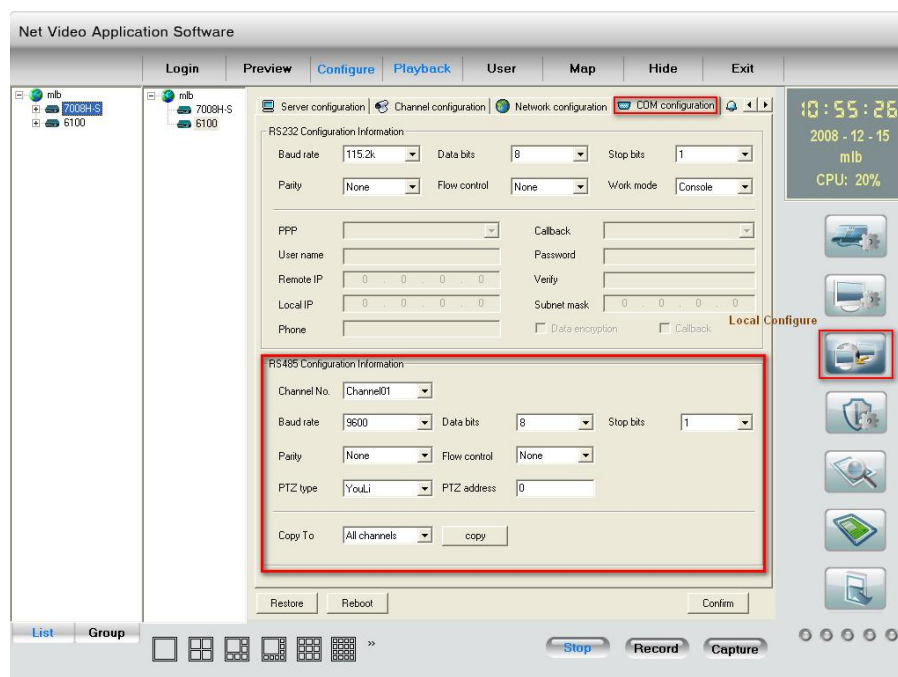 Net Video Application Software
Login Preview Configure Playback User Map Hide Exit
mlb
7008H-S
6100
mlb
7008H-S
6100
Server configuration Channel configuration Network configuration COM configuration
10:55:26
2008 - 12 - 15
mlb
CPU: 20%
RS232 Configuration Information
Baud rate 115.2k Data bits 8 Stop bits 1
Parity None Flow control None Work mode Console
PPP Callback
User name Password
Remote IP 0 . 0 . 0 . 0 Verify
Local IP 0 . 0 . 0 . 0 Subnet mask 0 . 0 . 0 . 0
Phone Data encryption Callback
Local Configure
RS485 Configuration Information
Channel No. Channel01
Baud rate 9600 Data bits 8 Stop bits 1
Parity None Flow control None
PTZ type YouLi PTZ address 0
Copy To All channels copy
Restore Reboot Confirm
List Group
» Stop Record Capture